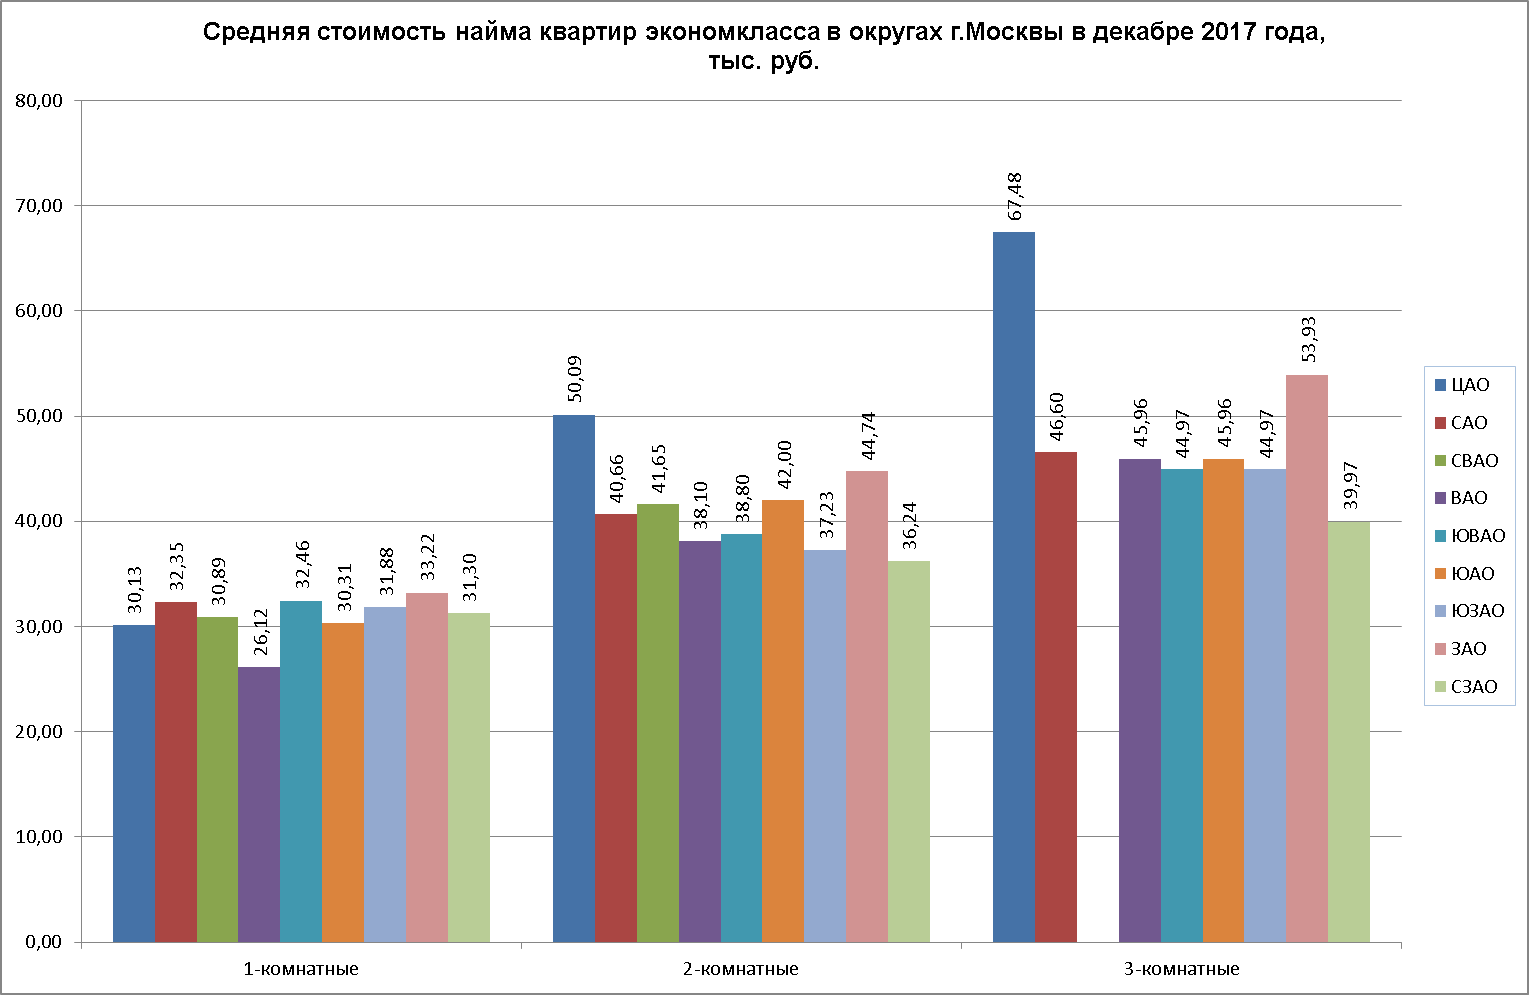 Средняя стоимость найма квартир экономкласса в округах г.Москвы в декабре 2017 года,
тыс. руб.
80,00
70,00
60,00
50,00
40,00
30,00
20,00
10,00
0,00
30,13
32,35
30,89
26,12
32,46
30,31
31,88
33,22
31,30
50,09
40,66
41,65
38,10
38,80
42,00
37,23
44,74
36,24
67,48
46,60
45,96
44,97
45,96
44,97
53,93
39,97
1-комнатные
2-комнатные
3-комнатные
ЦАО
САО
СВАО
ВАО
ЮВАО
ЮАО
ЮЗАО
ЗАО
СЗАО